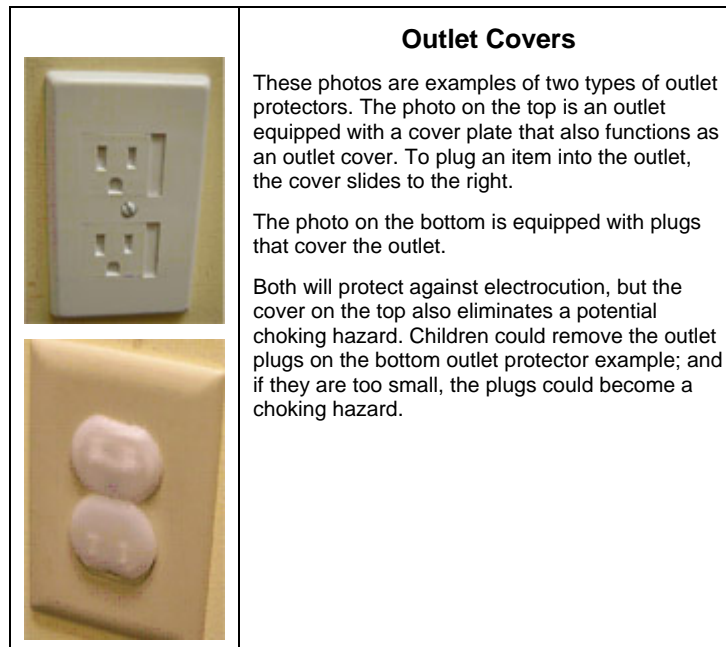 Outlet Covers
These photos are examples of two types of outlet
protectors. The photo on the top is an outlet
equipped with a cover plate that also functions as
an outlet cover. To plug an item into the outlet,
the cover slides to the right.
The photo on the bottom is equipped with plugs
that cover the outlet.
Both will protect against electrocution, but the
cover on the top also eliminates a potential
choking hazard. Children could remove the outlet
plugs on the bottom outlet protector example; and
if they are too small, the plugs could become a
choking hazard.